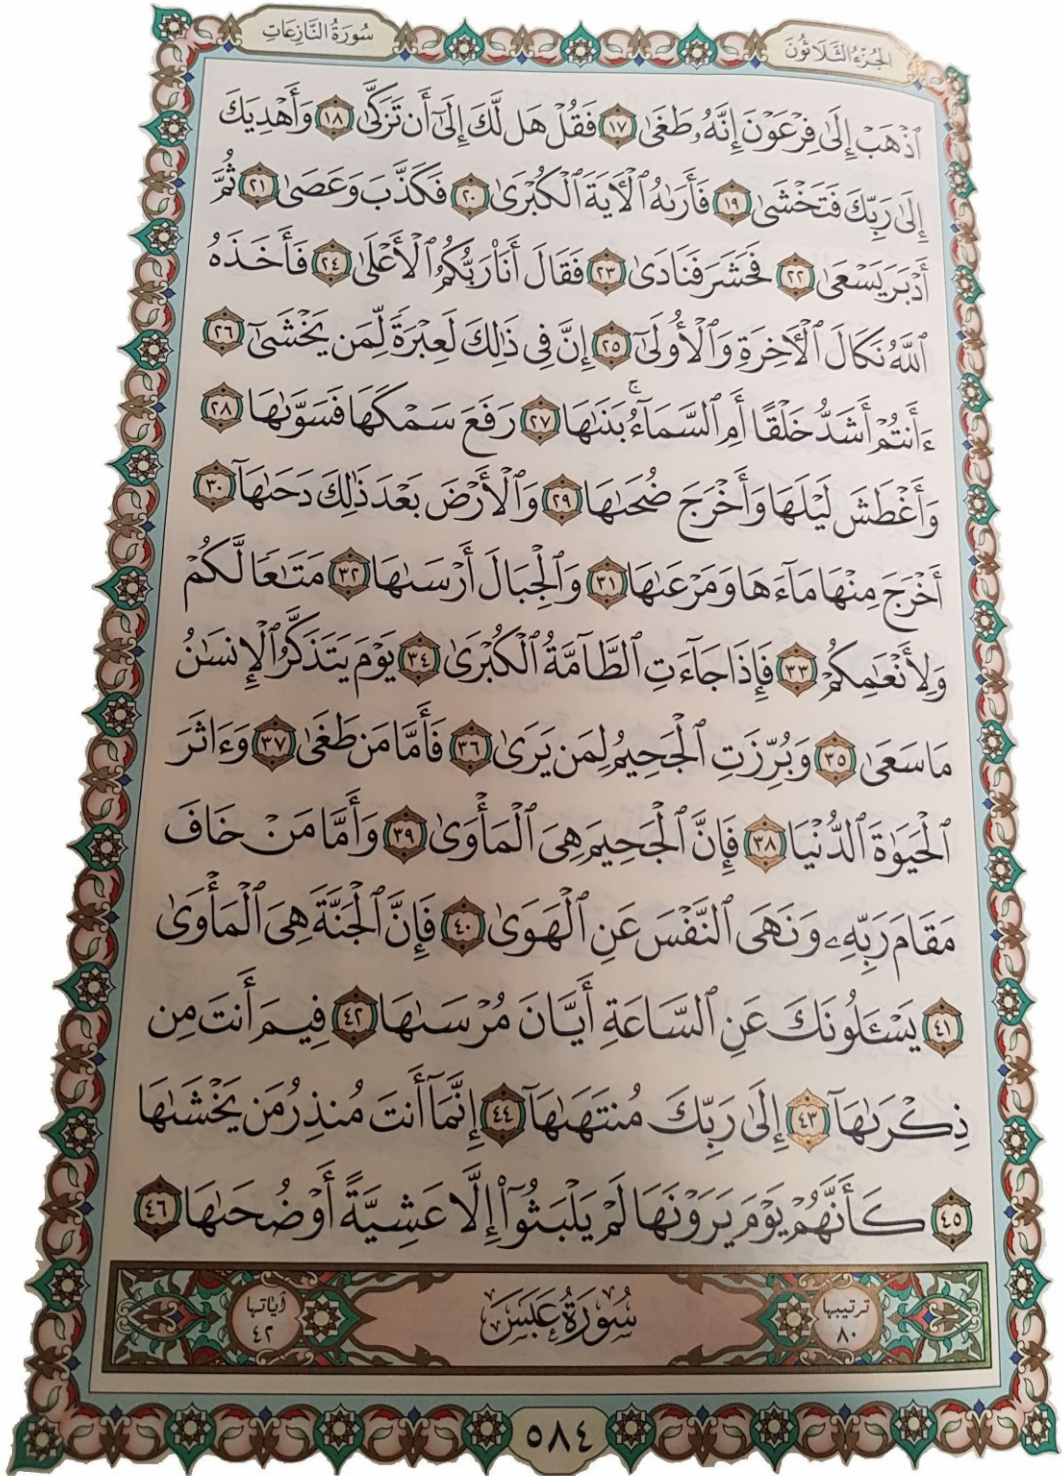 الجُزْءُ الثَّلَاثُونَ
سُورَةُ النَّازِعَاتِ
ٱذْهَبْ إِلَىٰ فِرْعَوْنَ إِنَّهُۥ طَغَىٰ ١٧ فَقُلْ هَل لَّكَ إِلَىٰٓ أَن تَزَكَّىٰ ١٨ وَأَهْدِيَكَ
إِلَىٰ رَبِّكَ فَتَخْشَىٰ ١٩ فَأَرَىٰهُ ٱلْأٓيَةَ ٱلْكُبْرَىٰ ٢٠ فَكَذَّبَ وَعَصَىٰ ٢١ ثُمَّ
أَدْبَرَ يَسْعَىٰ ٢٢ فَحَشَرَ فَنَادَىٰ ٢٣ فَقَالَ أَنَا۠ رَبُّكُمُ ٱلْأَعْلَىٰ ٢٤ فَأَخَذَهُ
ٱللَّهُ نَكَالَ ٱلْأٓخِرَةِ وَٱلْأُولَىٰٓ ٢٥ إِنَّ فِى ذَٰلِكَ لَعِبْرَةً لِّمَن يَخْشَىٰٓ ٢٦
ءَأَنتُمْ أَشَدُّ خَلْقًا أَمِ ٱلسَّمَآءُ ۚ بَنَىٰهَا ٢٧ رَفَعَ سَمْكَهَا فَسَوَّىٰهَا ٢٨
وَأَغْطَشَ لَيْلَهَا وَأَخْرَجَ ضُحَىٰهَا ٢٩ وَٱلْأَرْضَ بَعْدَ ذَٰلِكَ دَحَىٰهَآ ٣٠
أَخْرَجَ مِنْهَا مَآءَهَا وَمَرْعَىٰهَا ٣١ وَٱلْجِبَالَ أَرْسَىٰهَا ٣٢ مَتَٰعًا لَّكُمْ
وَلِأَنْعَٰمِكُمْ ٣٣ فَإِذَا جَآءَتِ ٱلطَّآمَّةُ ٱلْكُبْرَىٰ ٣٤ يَوْمَ يَتَذَكَّرُ ٱلْإِنسَٰنُ
مَا سَعَىٰ ٣٥ وَبُرِّزَتِ ٱلْجَحِيمُ لِمَن يَرَىٰ ٣٦ فَأَمَّا مَن طَغَىٰ ٣٧ وَءَاثَرَ
ٱلْحَيَوٰةَ ٱلدُّنْيَا ٣٨ فَإِنَّ ٱلْجَحِيمَ هِىَ ٱلْمَأْوَىٰ ٣٩ وَأَمَّا مَنْ خَافَ
مَقَامَ رَبِّهِۦ وَنَهَى ٱلنَّفْسَ عَنِ ٱلْهَوَىٰ ٤٠ فَإِنَّ ٱلْجَنَّةَ هِىَ ٱلْمَأْوَىٰ
٤١ يَسْـَٔلُونَكَ عَنِ ٱلسَّاعَةِ أَيَّانَ مُرْسَىٰهَا ٤٢ فِيمَ أَنتَ مِن
ذِكْرَىٰهَآ ٤٣ إِلَىٰ رَبِّكَ مُنتَهَىٰهَآ ٤٤ إِنَّمَآ أَنتَ مُنذِرُ مَن يَخْشَىٰهَا
٤٥ كَأَنَّهُمْ يَوْمَ يَرَوْنَهَا لَمْ يَلْبَثُوٓا۟ إِلَّا عَشِيَّةً أَوْ ضُحَىٰهَا ٤٦
ترتيبها ٨٠
سُورَةُ عَبَسَ
آياتها ٤٢
٥٨٤